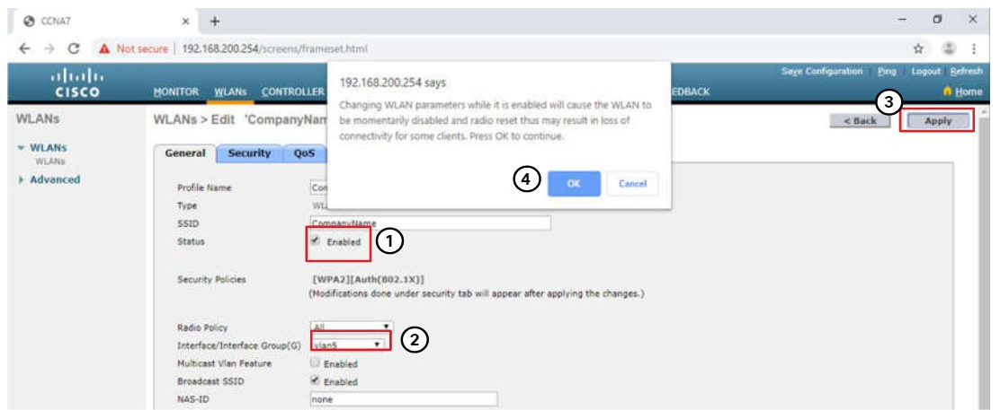 CCNA7
Not secure | 192.168.200.254/screens/frameset.html
Save Configuration Ping Logout Refresh
CISCO
MONITOR WLANs CONTROLLER
EDBACK
Home
192.168.200.254 says
Changing WLAN parameters while it is enabled will cause the WLAN to
be momentarily disabled and radio reset thus may result in loss of
connectivity for some clients. Press OK to continue.
4
OK Cancel
3
WLANs
WLANs > Edit 'CompanyNam
< Back Apply
WLANs
WLANs
Advanced
General Security QoS
Profile Name Com
Type WL
SSID CompanyName
Status Enabled
1
Security Policies [WPA2][Auth(802.1X)]
(Modifications done under security tab will appear after applying the changes.)
Radio Policy All
Interface/Interface Group(G) vlan5
2
Multicast Vlan Feature Enabled
Broadcast SSID Enabled
NAS-ID none